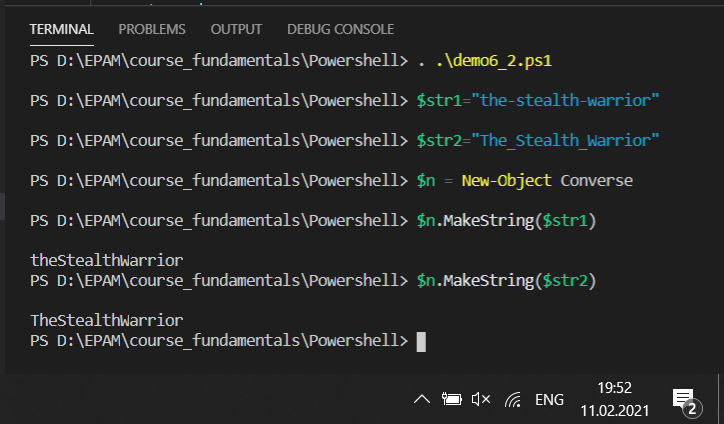 TERMINAL PROBLEMS OUTPUT DEBUG CONSOLE
PS D:\EPAM\course_fundamentals\Powershell> . .\demo6_2.ps1
PS D:\EPAM\course_fundamentals\Powershell> $str1="the-stealth-warrior"
PS D:\EPAM\course_fundamentals\Powershell> $str2="The_Stealth_Warrior"
PS D:\EPAM\course_fundamentals\Powershell> $n = New-Object Converse
PS D:\EPAM\course_fundamentals\Powershell> $n.MakeString($str1)
theStealthWarrior
PS D:\EPAM\course_fundamentals\Powershell> $n.MakeString($str2)
TheStealthWarrior
PS D:\EPAM\course_fundamentals\Powershell>
ENG
19:52
11.02.2021
2